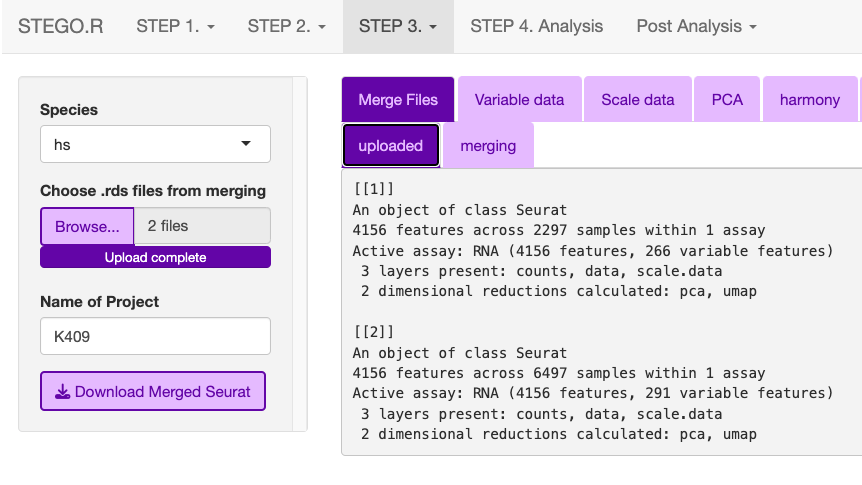 STEGO.R STEP 1. STEP 2. STEP 3. STEP 4. Analysis Post Analysis
Species
hs
Choose .rds files from merging
Browse... 2 files
Upload complete
Name of Project
K409
Download Merged Seurat
Merge Files Variable data Scale data PCA harmony
uploaded merging
[[1]]
An object of class Seurat
4156 features across 2297 samples within 1 assay
Active assay: RNA (4156 features, 266 variable features)
3 layers present: counts, data, scale.data
2 dimensional reductions calculated: pca, umap
[[2]]
An object of class Seurat
4156 features across 6497 samples within 1 assay
Active assay: RNA (4156 features, 291 variable features)
3 layers present: counts, data, scale.data
2 dimensional reductions calculated: pca, umap